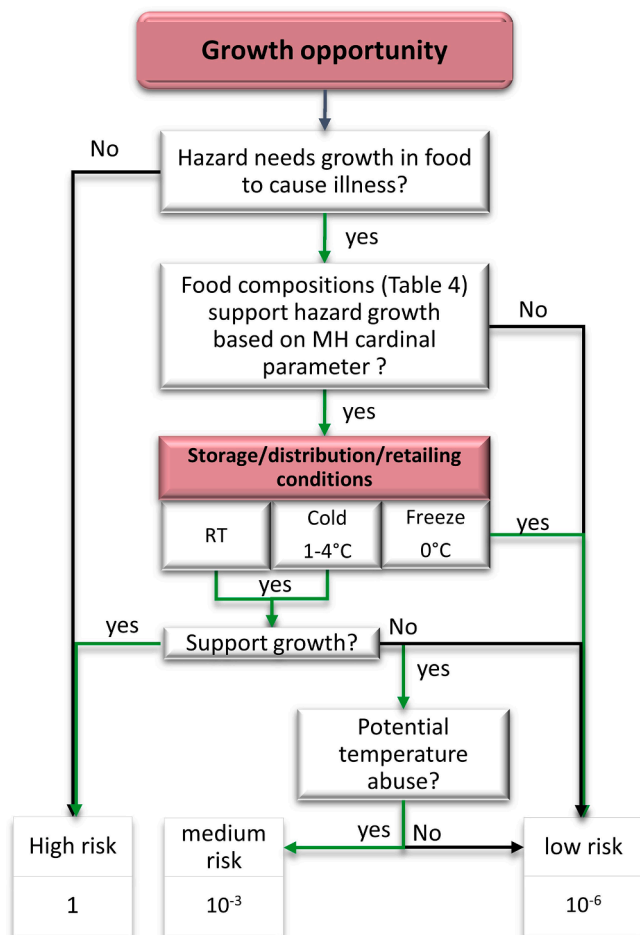 Growth opportunity
No
Hazard needs growth in food
to cause illness?
yes
Food compositions (Table 4)
support hazard growth
based on MH cardinal
parameter ?
No
yes
Storage/distribution/retailing
conditions
RT
Cold
1-4°C
Freeze
0°C
yes
yes
yes
Support growth?
No
yes
Potential
temperature
abuse?
yes
No
High risk
1
medium
risk
10⁻³
low risk
10⁻⁶